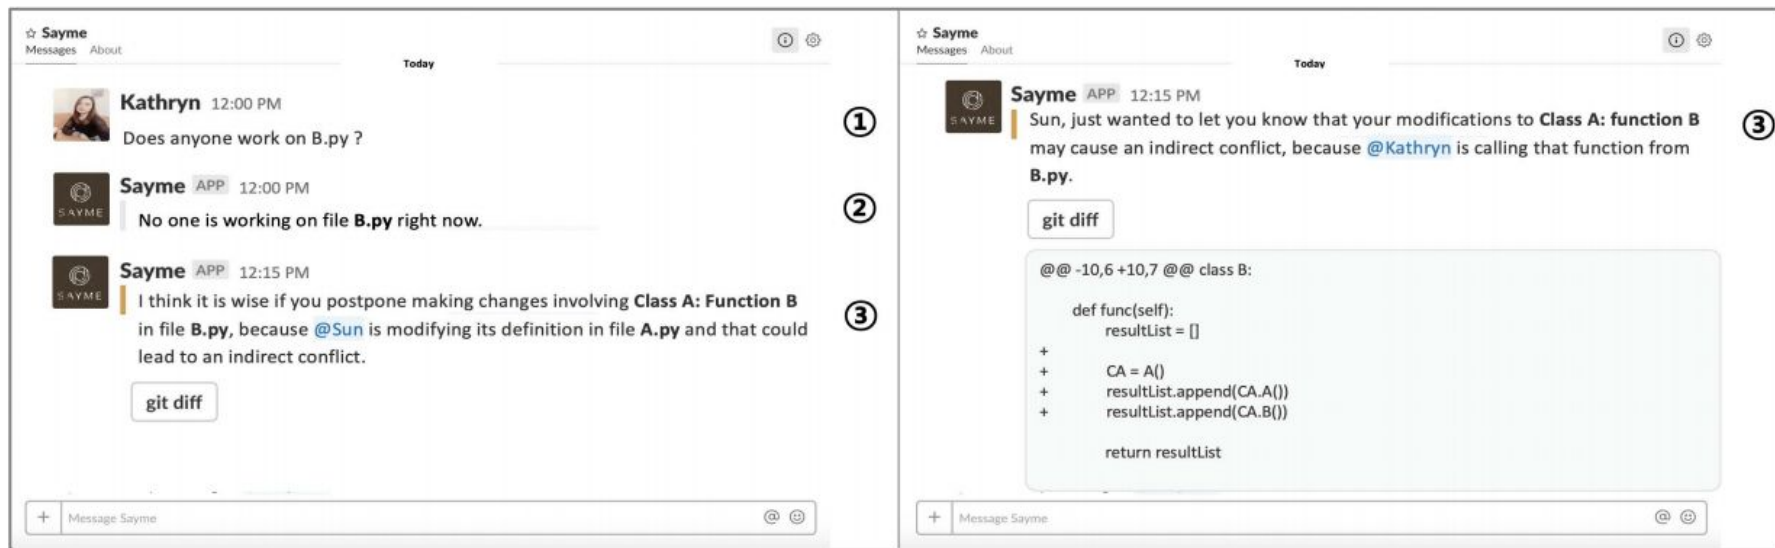 ☆ Sayme
Messages About
Today
Kathryn 12:00 PM
Does anyone work on B.py ?
①
SAYME
Sayme APP 12:00 PM
No one is working on file B.py right now.
②
SAYME
Sayme APP 12:15 PM
I think it is wise if you postpone making changes involving Class A: Function B
in file B.py, because @Sun is modifying its definition in file A.py and that could
lead to an indirect conflict.
③
git diff
+ Message Sayme @
☆ Sayme
Messages About
Today
SAYME
Sayme APP 12:15 PM
Sun, just wanted to let you know that your modifications to Class A: function B
may cause an indirect conflict, because @Kathryn is calling that function from
B.py.
③
git diff
@@ -10,6 +10,7 @@ class B:
def func(self):
resultList = []
+
+ CA = A()
+ resultList.append(CA.A())
+ resultList.append(CA.B())
return resultList
+ Message Sayme @